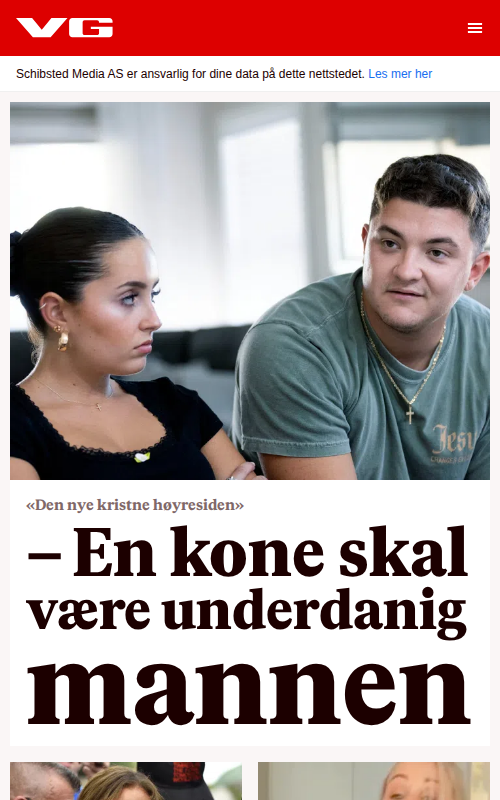 VG
Schibsted Media AS er ansvarlig for dine data på dette nettstedet. Les mer her
Jesu
«Den nye kristne høyresiden»
– En kone skal
være underdanig
mannen